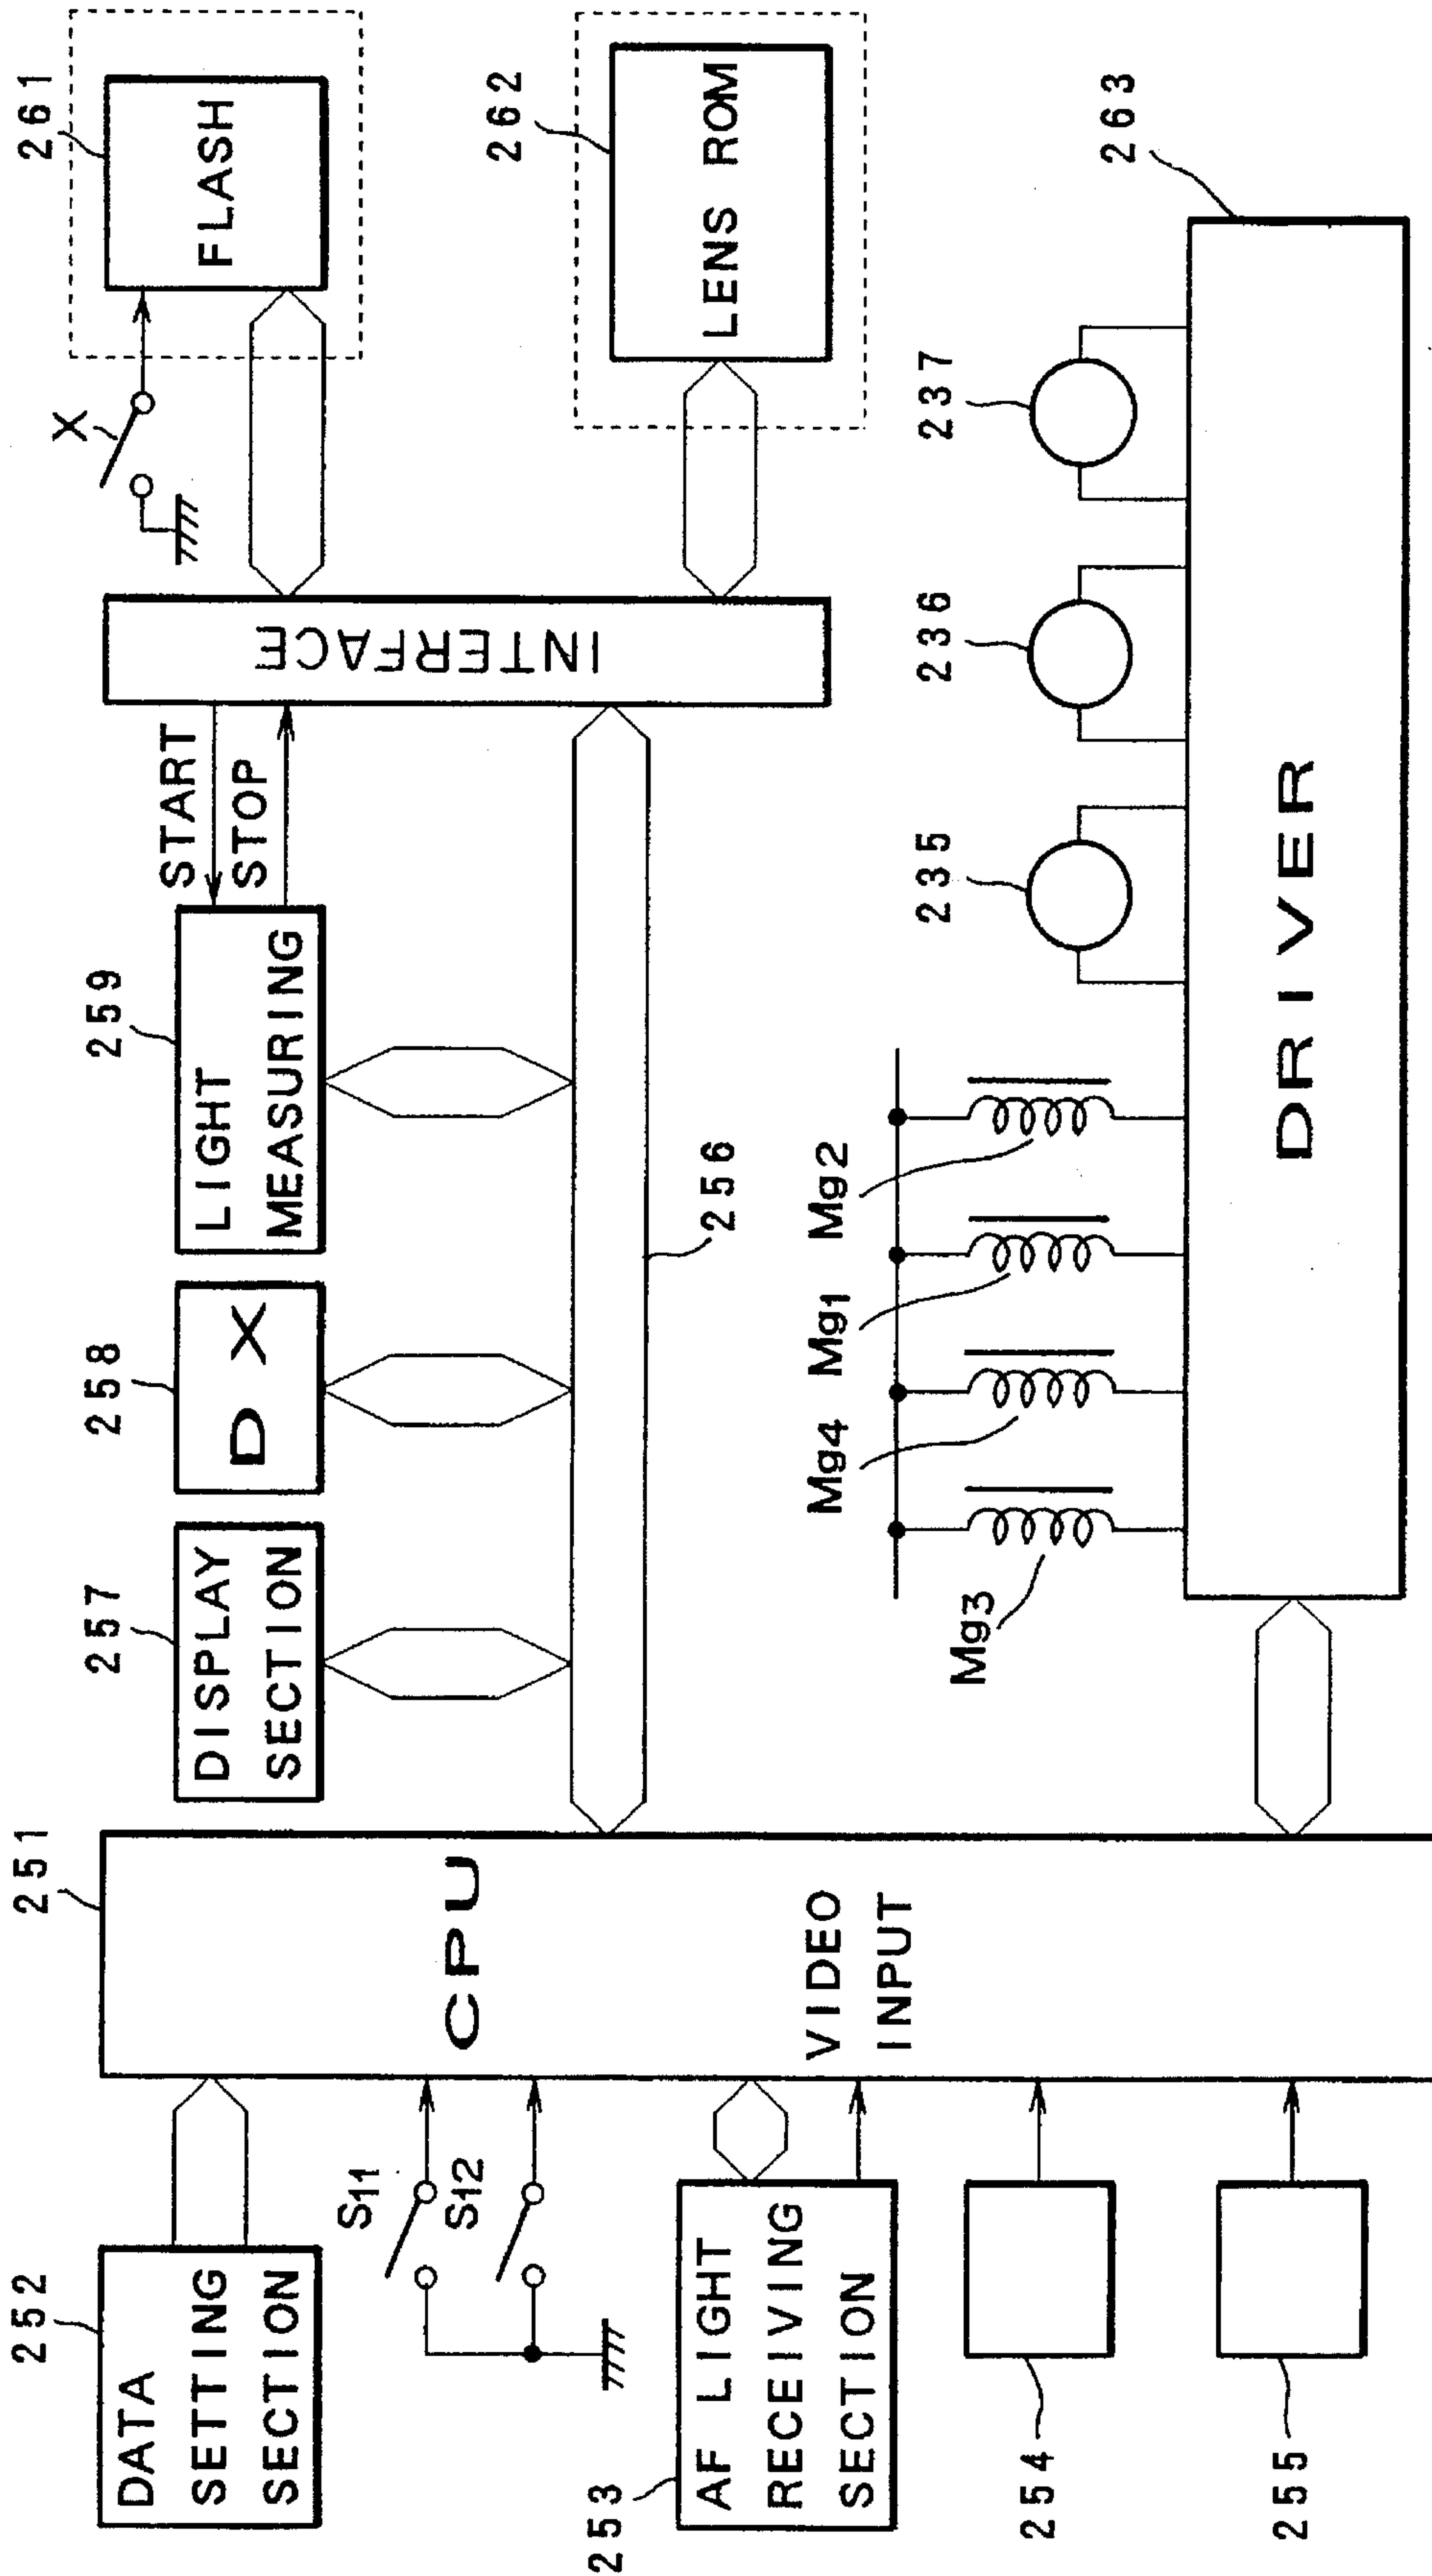 251
252
DATA
SETTING
SECTION
CPU
S11
S12
253
AF LIGHT
RECEIVING
SECTION
VIDEO
INPUT
254
255
257
DISPLAY
SECTION
258
D X
259
LIGHT
MEASURING
START
STOP
256
INTERFACE
X
261
FLASH
262
LENS ROM
Mg3
Mg4
Mg1
Mg2
235
236
237
263
DRIVER